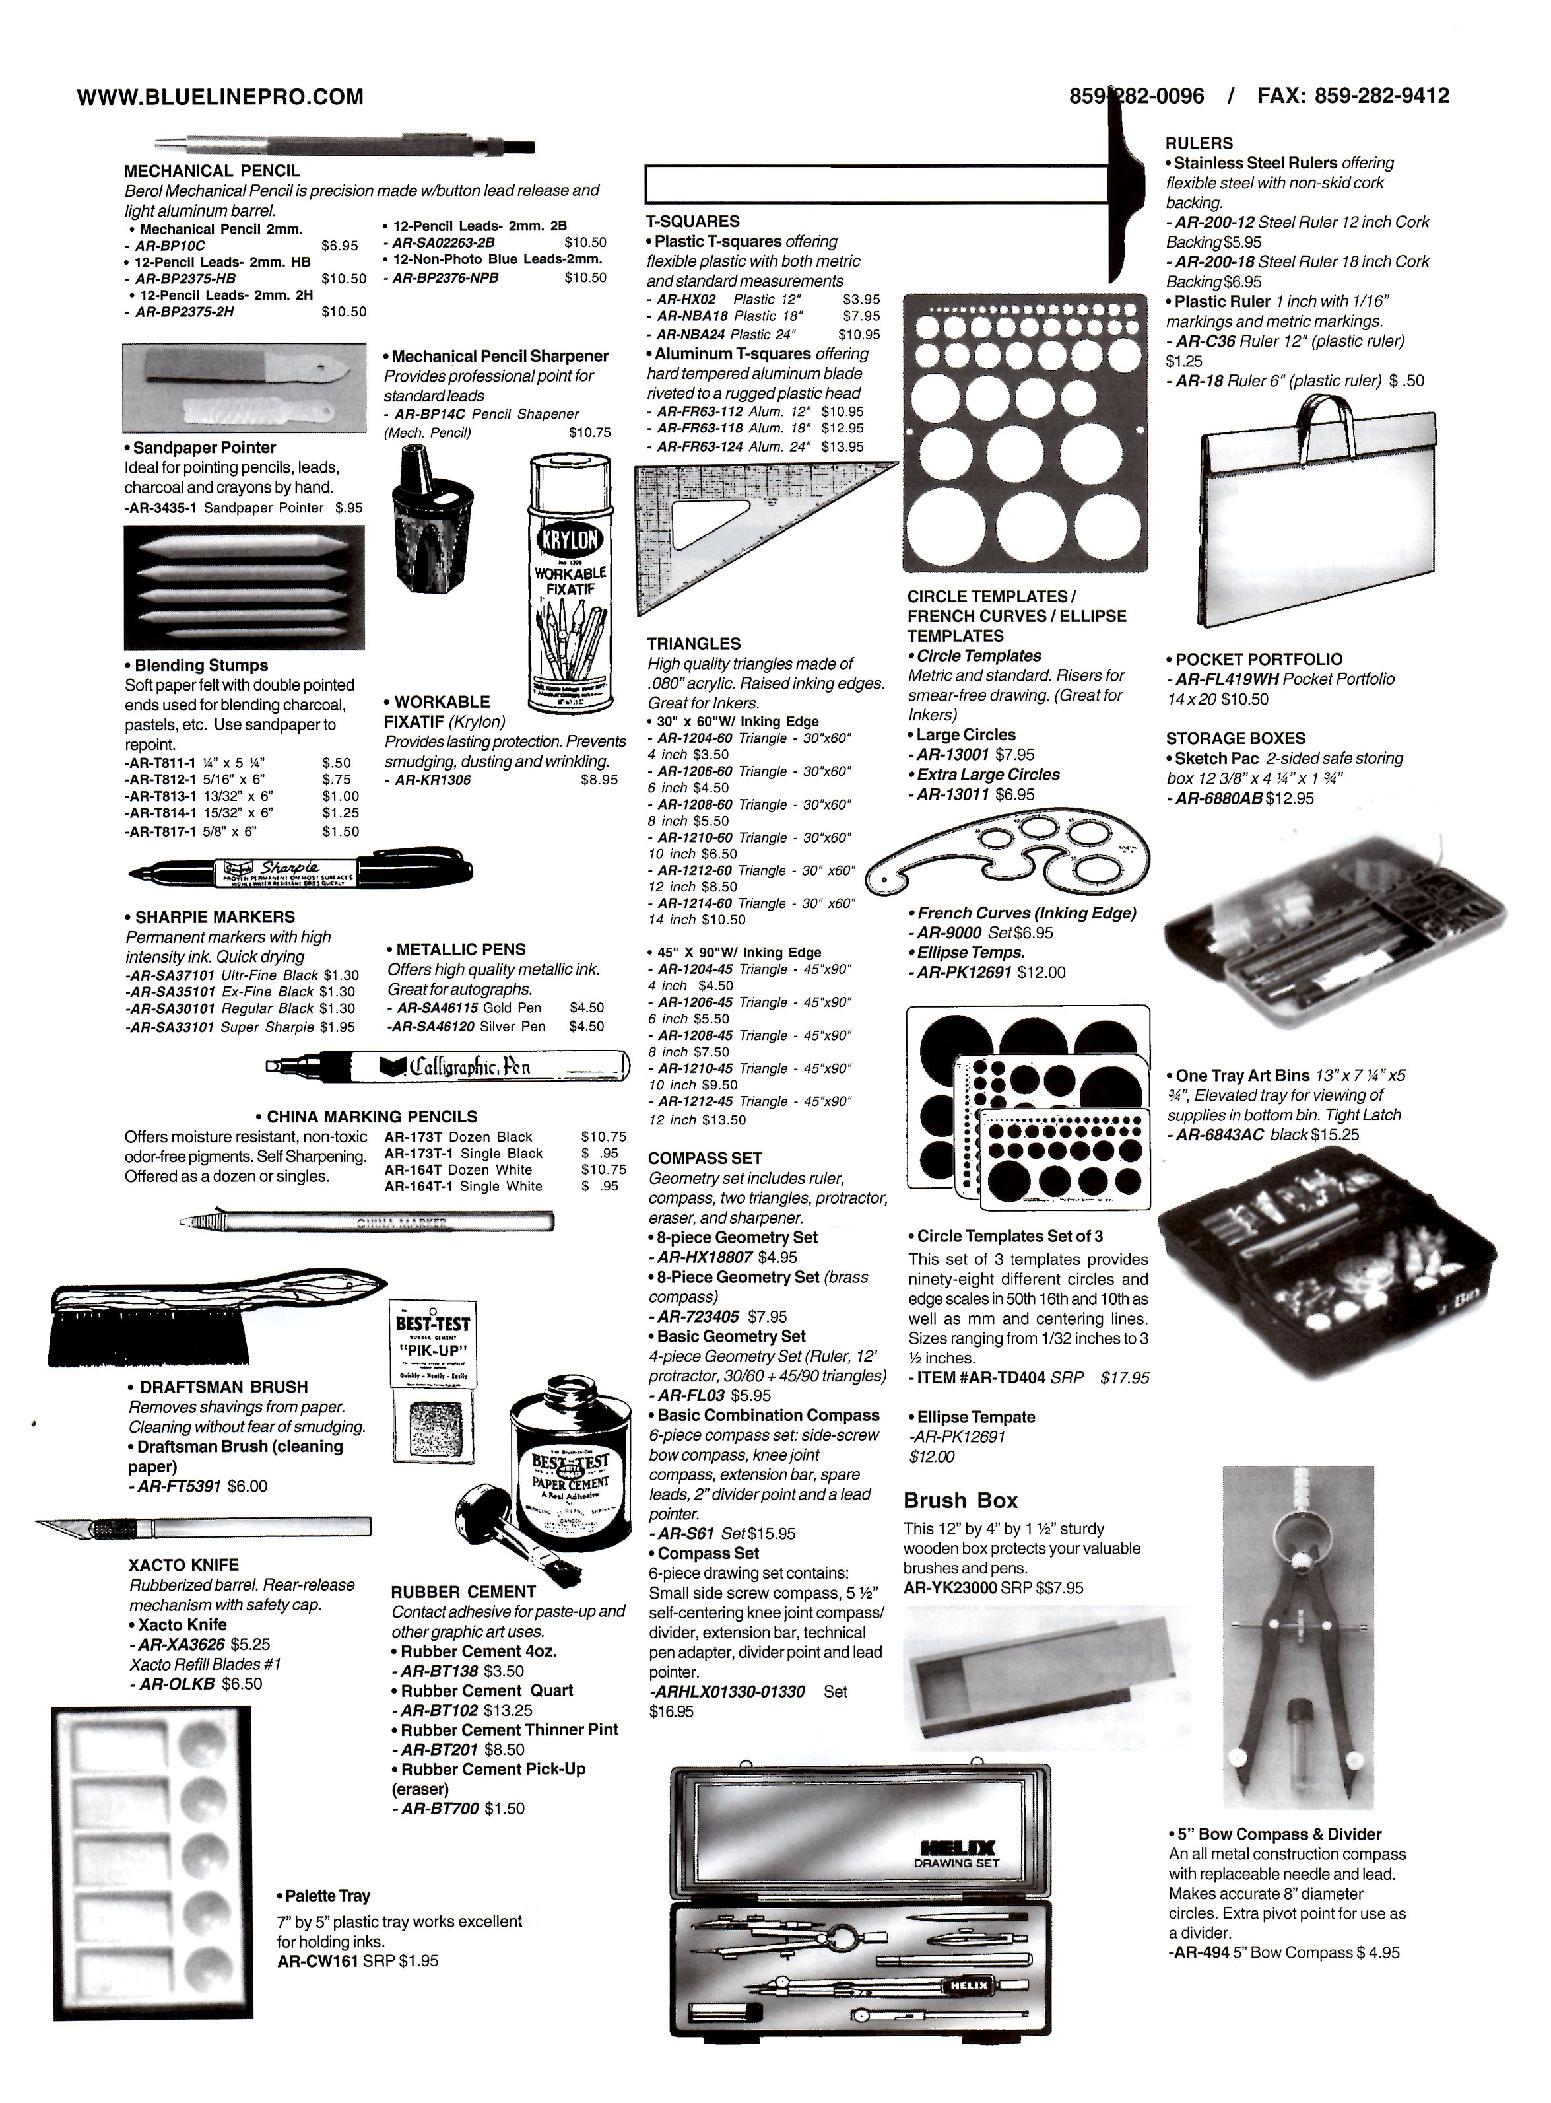 WWW.BLUELINEPRO.COM
859-282-0096 / FAX: 859-282-9412
MECHANICAL PENCIL
Berol Mechanical Pencil is precision made w/button lead release and
light aluminum barrel.
• Mechanical Pencil 2mm.
- AR-BP10C $6.95
• 12-Pencil Leads- 2mm. HB
- AR-BP2375-HB $10.50
• 12-Pencil Leads- 2mm. 2H
- AR-BP2375-2H $10.50
• 12-Pencil Leads- 2mm. 2B
- AR-SA02263-2B $10.50
• 12-Non-Photo Blue Leads-2mm.
- AR-BP2376-NPB $10.50
• Sandpaper Pointer
Ideal for pointing pencils, leads,
charcoal and crayons by hand.
-AR-3435-1 Sandpaper Pointer $.95
• Mechanical Pencil Sharpener
Provides professional point for
standard leads
- AR-BP14C Pencil Shapener
(Mech. Pencil) $10.75
KRYLON
WORKABLE
FIXATIF
• Blending Stumps
Soft paper felt with double pointed
ends used for blending charcoal,
pastels, etc. Use sandpaper to
repoint.
-AR-T811-1 ¼" x 5 ¼" $.50
-AR-T812-1 5/16" x 6" $.75
-AR-T813-1 13/32" x 6" $1.00
-AR-T814-1 15/32" x 6" $1.25
-AR-T817-1 5/8" x 6" $1.50
• WORKABLE
FIXATIF (Krylon)
Provides lasting protection. Prevents
smudging, dusting and wrinkling.
- AR-KR1306 $8.95
Sharpie
• SHARPIE MARKERS
Permanent markers with high
intensity ink. Quick drying
-AR-SA37101 Ultr-Fine Black $1.30
-AR-SA35101 Ex-Fine Black $1.30
-AR-SA30101 Regular Black $1.30
-AR-SA33101 Super Sharpie $1.95
• METALLIC PENS
Offers high quality metallic ink.
Great for autographs.
- AR-SA46115 Gold Pen $4.50
-AR-SA46120 Silver Pen $4.50
Calligraphic Pen
• CHINA MARKING PENCILS
Offers moisture resistant, non-toxic
odor-free pigments. Self Sharpening.
Offered as a dozen or singles.
AR-173T Dozen Black $10.75
AR-173T-1 Single Black $ .95
AR-164T Dozen White $10.75
AR-164T-1 Single White $ .95
CHINA MARKER
• DRAFTSMAN BRUSH
Removes shavings from paper.
Cleaning without fear of smudging.
• Draftsman Brush (cleaning
paper)
- AR-FT5391 $6.00
XACTO KNIFE
Rubberized barrel. Rear-release
mechanism with safety cap.
• Xacto Knife
- AR-XA3626 $5.25
Xacto Refill Blades #1
- AR-OLKB $6.50
BEST-TEST
RUBBER CEMENT
"PIK-UP"
BEST-TEST
PAPER CEMENT
RUBBER CEMENT
Contact adhesive for paste-up and
other graphic art uses.
• Rubber Cement 4oz.
- AR-BT138 $3.50
• Rubber Cement Quart
- AR-BT102 $13.25
• Rubber Cement Thinner Pint
- AR-BT201 $8.50
• Rubber Cement Pick-Up
(eraser)
- AR-BT700 $1.50
• Palette Tray
7" by 5" plastic tray works excellent
for holding inks.
AR-CW161 SRP $1.95
T-SQUARES
• Plastic T-squares offering
flexible plastic with both metric
and standard measurements
- AR-HX02 Plastic 12" $3.95
- AR-NBA18 Plastic 18" $7.95
- AR-NBA24 Plastic 24" $10.95
• Aluminum T-squares offering
hard tempered aluminum blade
riveted to a rugged plastic head
- AR-FR63-112 Alum. 12" $10.95
- AR-FR63-118 Alum. 18" $12.95
- AR-FR63-124 Alum. 24" $13.95
TRIANGLES
High quality triangles made of
.080" acrylic. Raised inking edges.
Great for Inkers.
• 30" x 60"W/ Inking Edge
- AR-1204-60 Triangle - 30"x60"
4 inch $3.50
- AR-1206-60 Triangle - 30"x60"
6 inch $4.50
- AR-1208-60 Triangle - 30"x60"
8 inch $5.50
- AR-1210-60 Triangle - 30"x60"
10 inch $6.50
- AR-1212-60 Triangle - 30" x60"
12 inch $8.50
- AR-1214-60 Triangle - 30" x60"
14 inch $10.50
• 45" X 90"W/ Inking Edge
- AR-1204-45 Triangle - 45"x90"
4 inch $4.50
- AR-1206-45 Triangle - 45"x90"
6 inch $5.50
- AR-1208-45 Triangle - 45"x90"
8 inch $7.50
- AR-1210-45 Triangle - 45"x90"
10 inch $9.50
- AR-1212-45 Triangle - 45"x90"
12 inch $13.50
COMPASS SET
Geometry set includes ruler,
compass, two triangles, protractor,
eraser, and sharpener.
• 8-piece Geometry Set
- AR-HX18807 $4.95
• 8-Piece Geometry Set (brass
compass)
- AR-723405 $7.95
• Basic Geometry Set
4-piece Geometry Set (Ruler, 12'
protractor, 30/60 + 45/90 triangles)
- AR-FL03 $5.95
• Basic Combination Compass
6-piece compass set: side-screw
bow compass, knee joint
compass, extension bar, spare
leads, 2" divider point and a lead
pointer.
-AR-S61 Set $15.95
• Compass Set
6-piece drawing set contains:
Small side screw compass, 5 ½"
self-centering knee joint compass/
divider, extension bar, technical
pen adapter, divider point and lead
pointer.
-ARHLX01330-01330 Set
$16.95
HELIX
DRAWING SET
HELIX
CIRCLE TEMPLATES /
FRENCH CURVES / ELLIPSE
TEMPLATES
• Circle Templates
Metric and standard. Risers for
smear-free drawing. (Great for
Inkers)
• Large Circles
- AR-13001 $7.95
• Extra Large Circles
- AR-13011 $6.95
• French Curves (Inking Edge)
- AR-9000 Set $6.95
• Ellipse Temps.
- AR-PK12691 $12.00
• Circle Templates Set of 3
This set of 3 templates provides
ninety-eight different circles and
edge scales in 50th 16th and 10th as
well as mm and centering lines.
Sizes ranging from 1/32 inches to 3
½ inches.
- ITEM #AR-TD404 SRP $17.95
• Ellipse Tempate
-AR-PK12691
$12.00
Brush Box
This 12" by 4" by 1 ½" sturdy
wooden box protects your valuable
brushes and pens.
AR-YK23000 SRP $$7.95
RULERS
• Stainless Steel Rulers offering
flexible steel with non-skid cork
backing.
- AR-200-12 Steel Ruler 12 inch Cork
Backing $5.95
- AR-200-18 Steel Ruler 18 inch Cork
Backing $6.95
• Plastic Ruler 1 inch with 1/16"
markings and metric markings.
- AR-C36 Ruler 12" (plastic ruler)
$1.25
- AR-18 Ruler 6" (plastic ruler) $ .50
• POCKET PORTFOLIO
- AR-FL419WH Pocket Portfolio
14 x 20 $10.50
STORAGE BOXES
• Sketch Pac 2-sided safe storing
box 12 3/8" x 4 ¼" x 1 ¾"
- AR-6880AB $12.95
• One Tray Art Bins 13" x 7 ¼" x5
¾", Elevated tray for viewing of
supplies in bottom bin. Tight Latch
- AR-6843AC black $15.25
• 5" Bow Compass & Divider
An all metal construction compass
with replaceable needle and lead.
Makes accurate 8" diameter
circles. Extra pivot point for use as
a divider.
-AR-494 5" Bow Compass $ 4.95